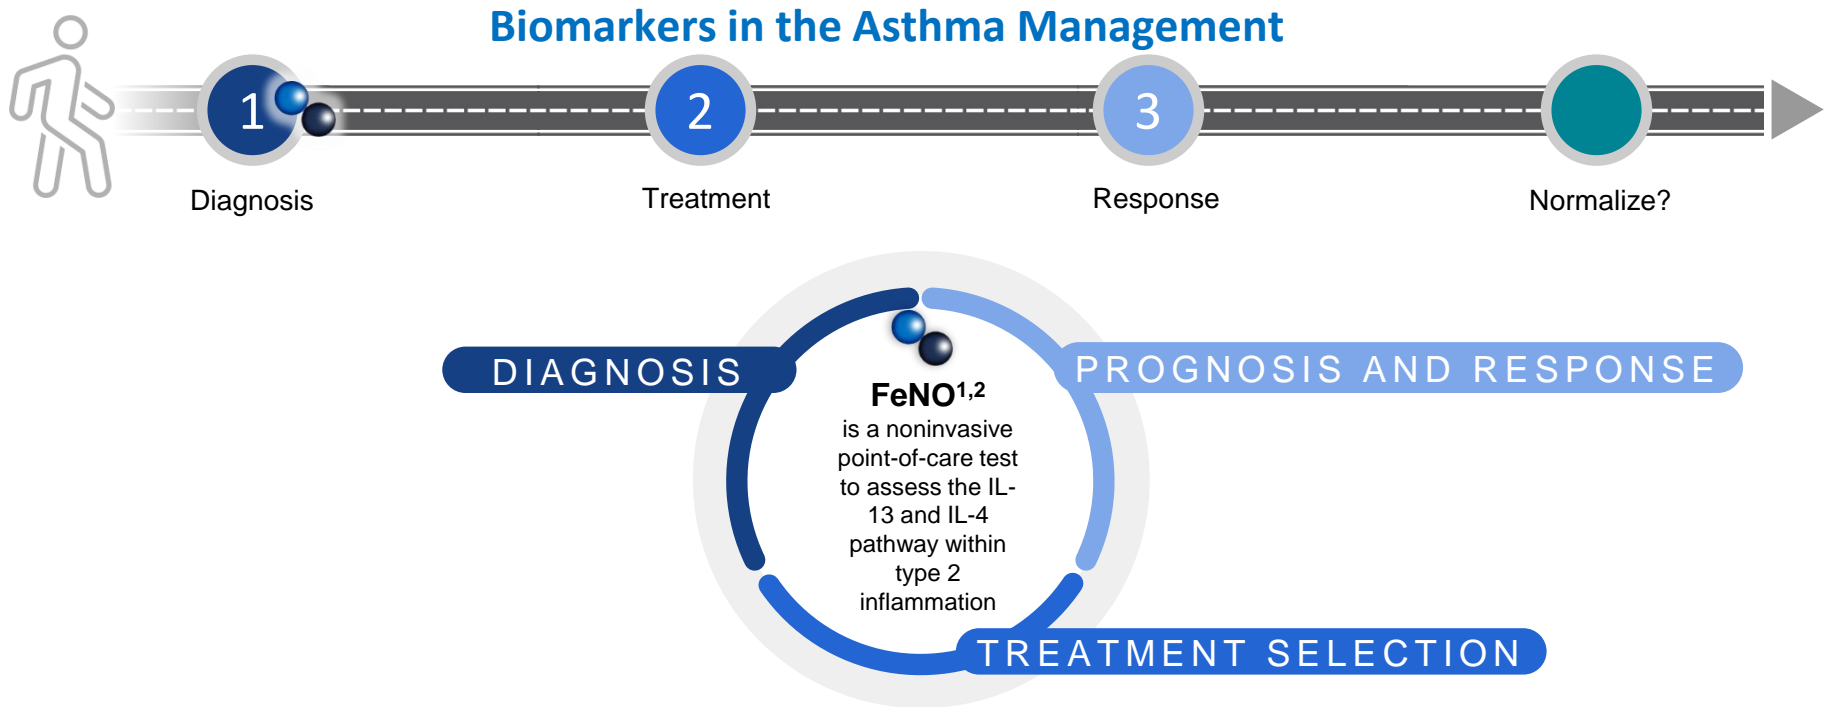 Biomarkers in the Asthma Management
1
2
3
Diagnosis
Treatment
Response
Normalize?
DIAGNOSIS
PROGNOSIS AND RESPONSE
FeNO1,2
is a noninvasive
point-of-care test
to assess the IL-
13 and IL-4
pathway within
type 2
inflammation
TREATMENT SELECTION